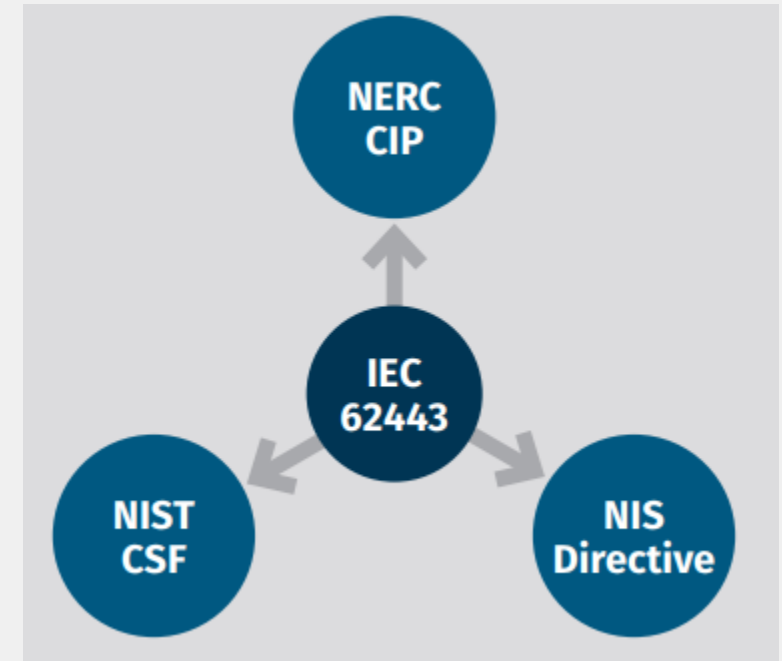 NERC
CIP
IEC
62443
NIST
CSF
NIS
Directive